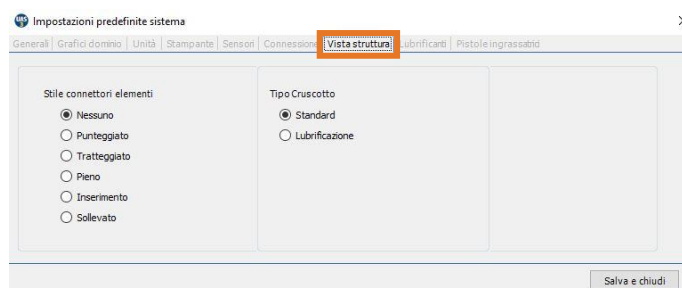 UAS Impostazioni predefinite sistema
Generali Grafici dominio Unità Stampante Sensori Connessione Vista struttura Lubrificanti Pistole ingrassatrici
Stile connettori elementi
Nessuno
Punteggiato
Tratteggiato
Pieno
Inserimento
Sollevato
Tipo Cruscotto
Standard
Lubrificazione
Salva e chiudi